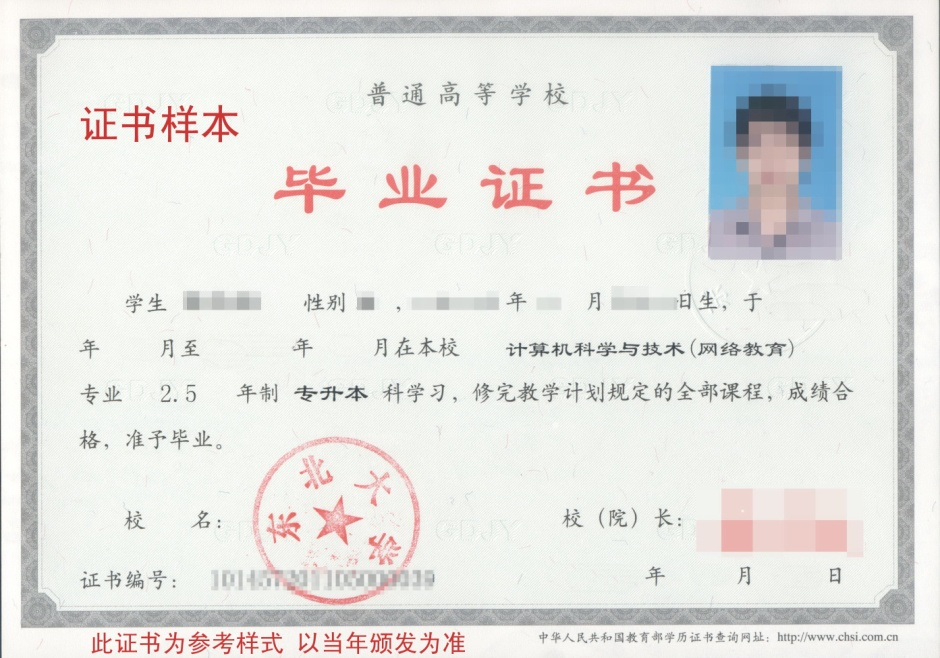 普通高等学校
证书样本
毕业证书
学生 性别 , 年 月 日生, 于
年 月至 年 月在本校 计算机科学与技术(网络教育)
专业 2.5 年制 专升本 科学习, 修完教学计划规定的全部课程, 成绩合
格, 准予毕业。
东北大学
校 名: 校（院）长:
证书编号:
年 月 日
此证书为参考样式 以当年颁发为准
中华人民共和国教育部学历证书查询网址: http://www.chsi.com.cn